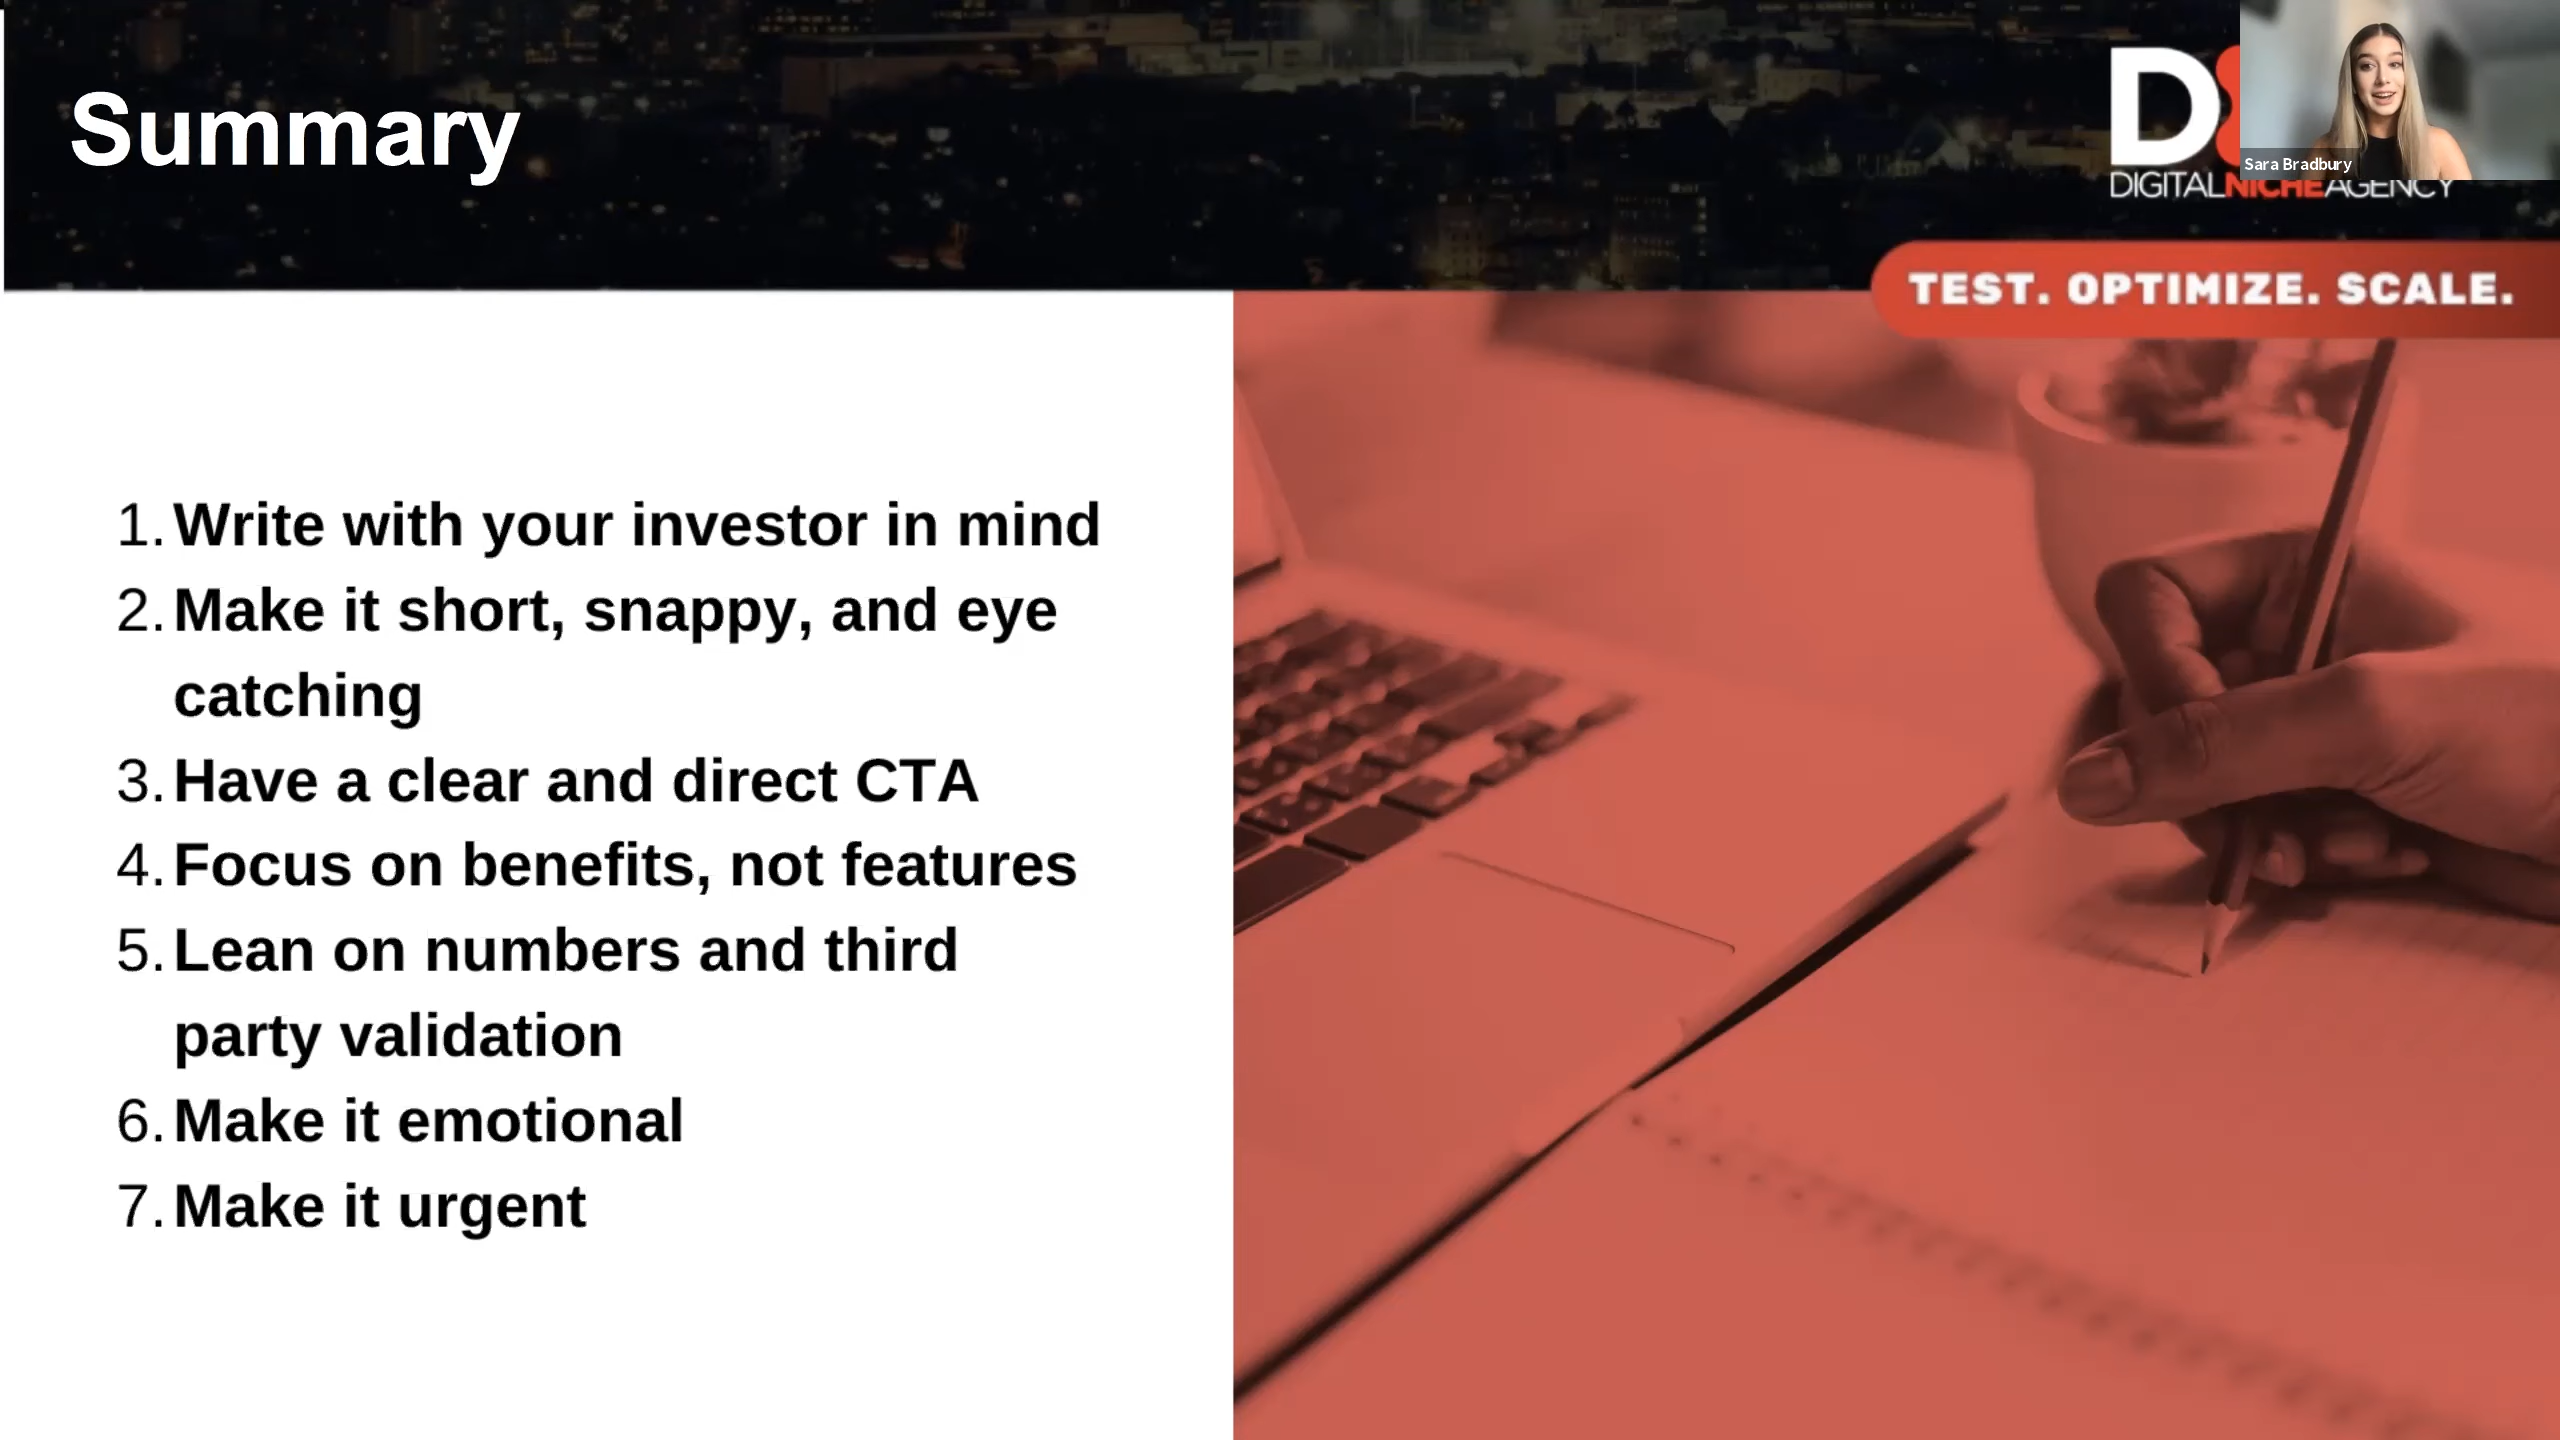 Summary
Sara Bradbury
DIGITALNICHEAGENCY
TEST. OPTIMIZE. SCALE.
1. Write with your investor in mind
2. Make it short, snappy, and eye
catching
3. Have a clear and direct CTA
4. Focus on benefits, not features
5. Lean on numbers and third
party validation
6. Make it emotional
7. Make it urgent